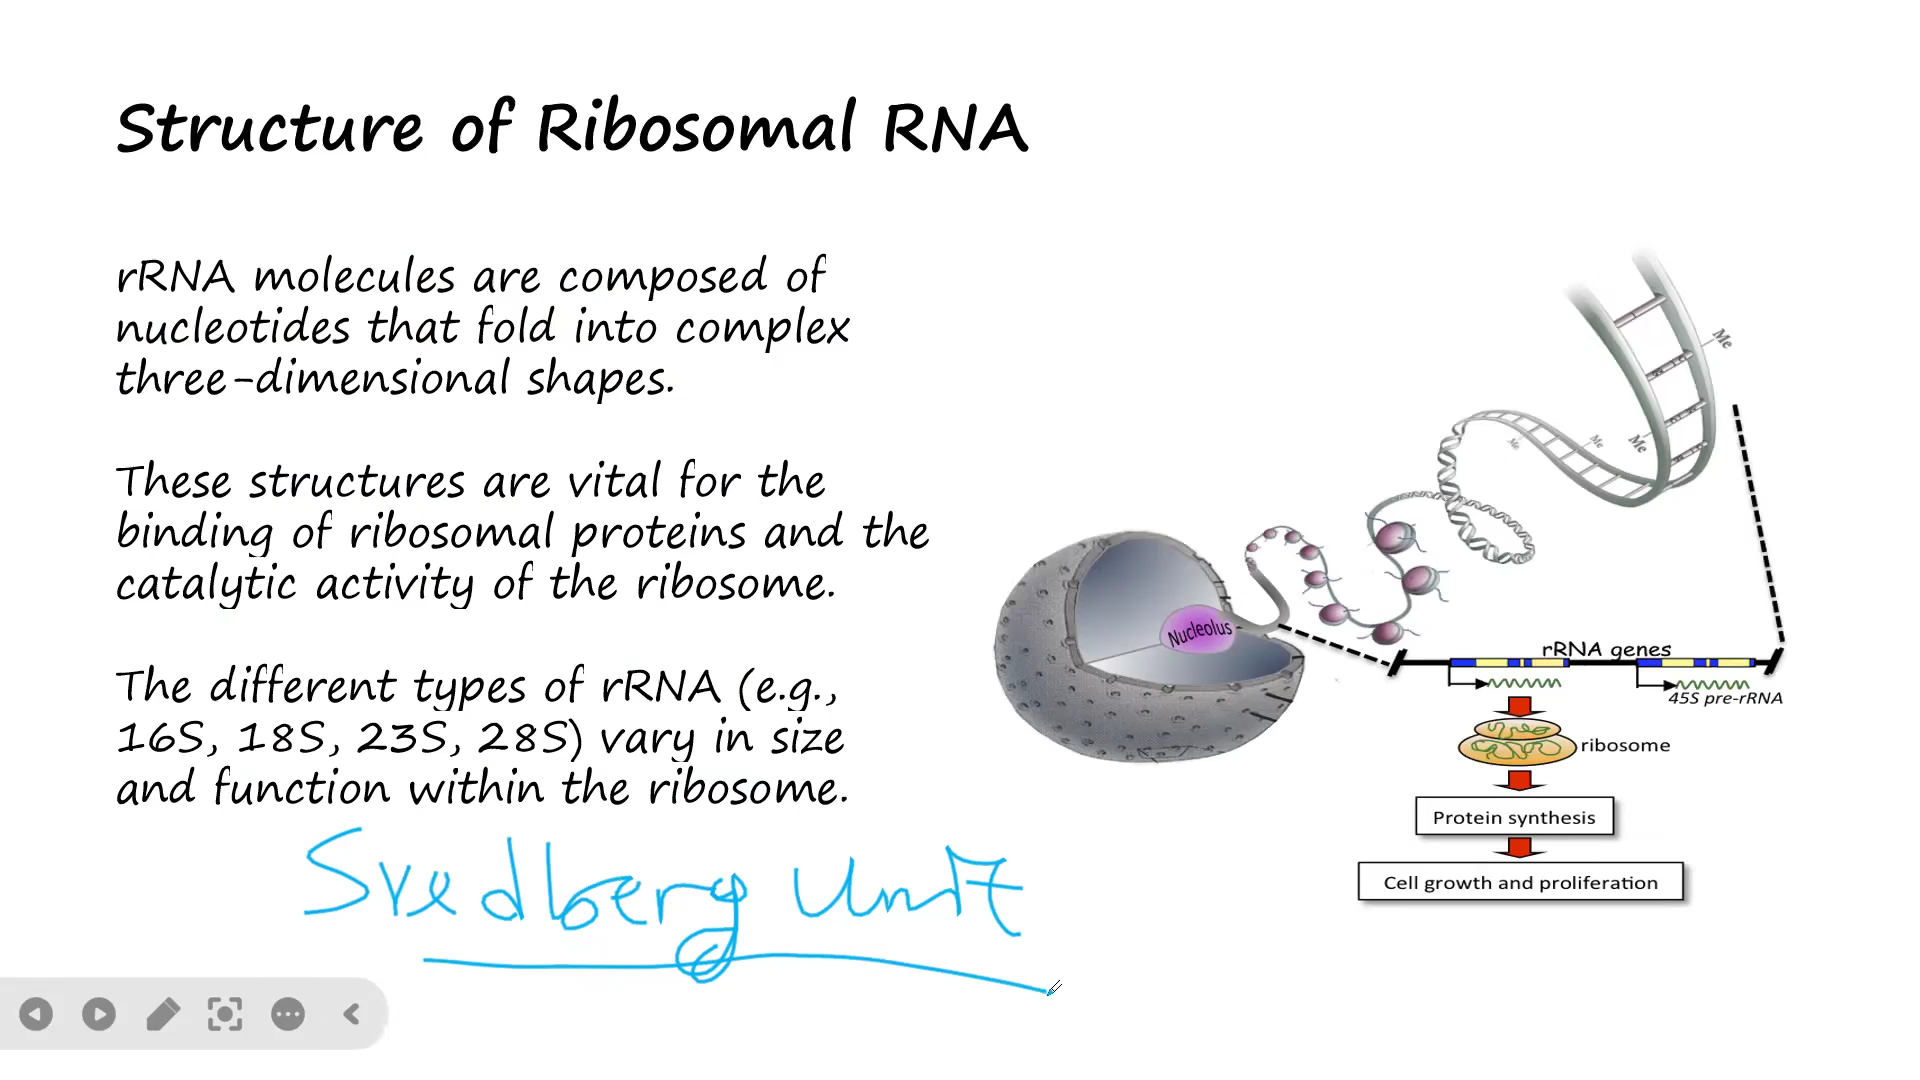 Structure of Ribosomal RNA
rRNA molecules are composed of
nucleotides that fold into complex
three-dimensional shapes.
These structures are vital for the
binding of ribosomal proteins and the
catalytic activity of the ribosome.
The different types of rRNA (e.g.,
16S, 18S, 23S, 28S) vary in size
and function within the ribosome.
Svedberg Unit
Me
Me
Me
Me
Nucleolus
rRNA genes
45S pre-rRNA
ribosome
Protein synthesis
Cell growth and proliferation